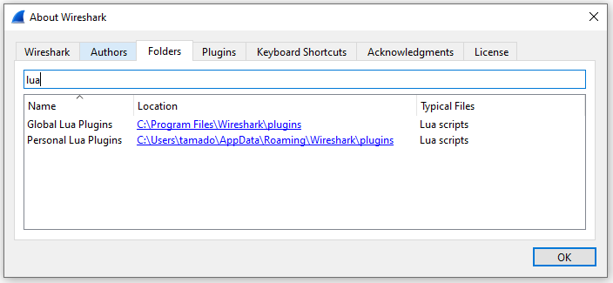 About Wireshark
Wireshark Authors Folders Plugins Keyboard Shortcuts Acknowledgments License
lua
Name Location Typical Files
Global Lua Plugins C:\Program Files\Wireshark\plugins Lua scripts
Personal Lua Plugins C:\Users\tamado\AppData\Roaming\Wireshark\plugins Lua scripts
OK